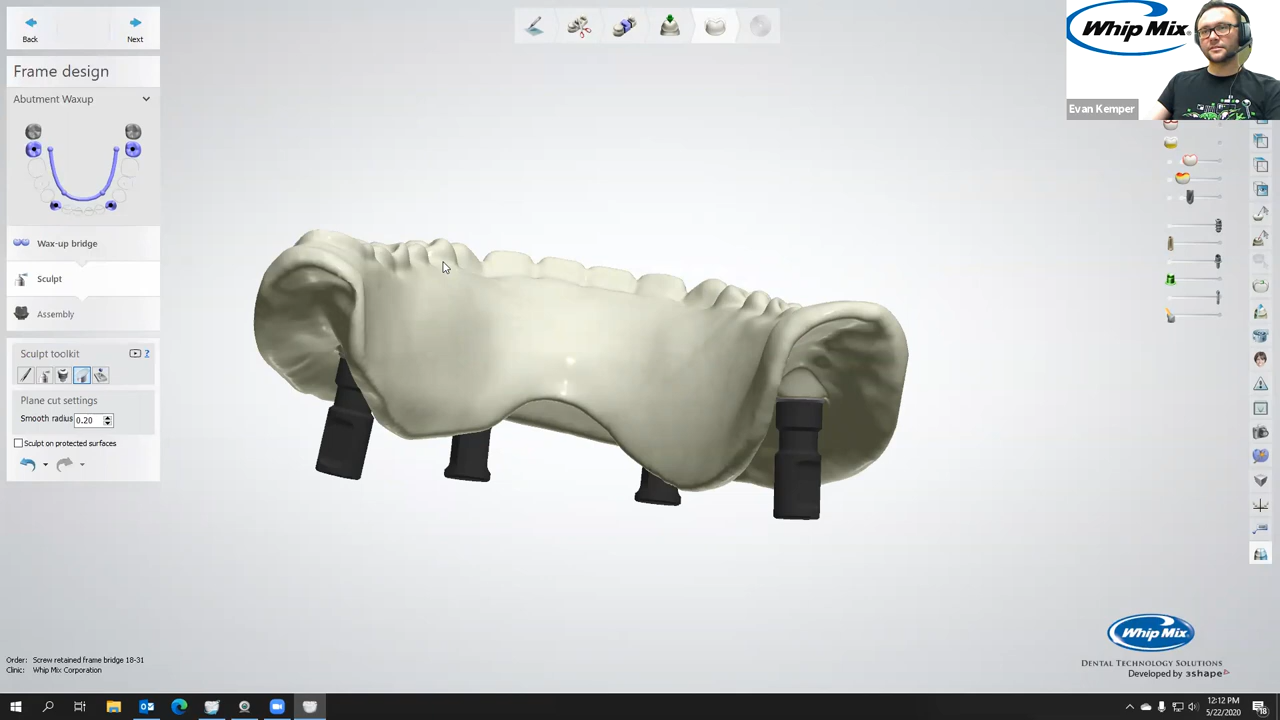 Back
Next
Frame design
Abutment Waxup
Wax-up bridge
Sculpt
Assembly
Sculpt toolkit
?
Plane cut settings
Smooth radius 0.20
Sculpt on protected surfaces
Order: Screw retained frame bridge 18-31
Clinic: Whip Mix Corporation
Whip Mix®
Evan Kemper
Whip Mix
DENTAL TECHNOLOGY SOLUTIONS
Developed by 3shape
12:12 PM
5/22/2020
18